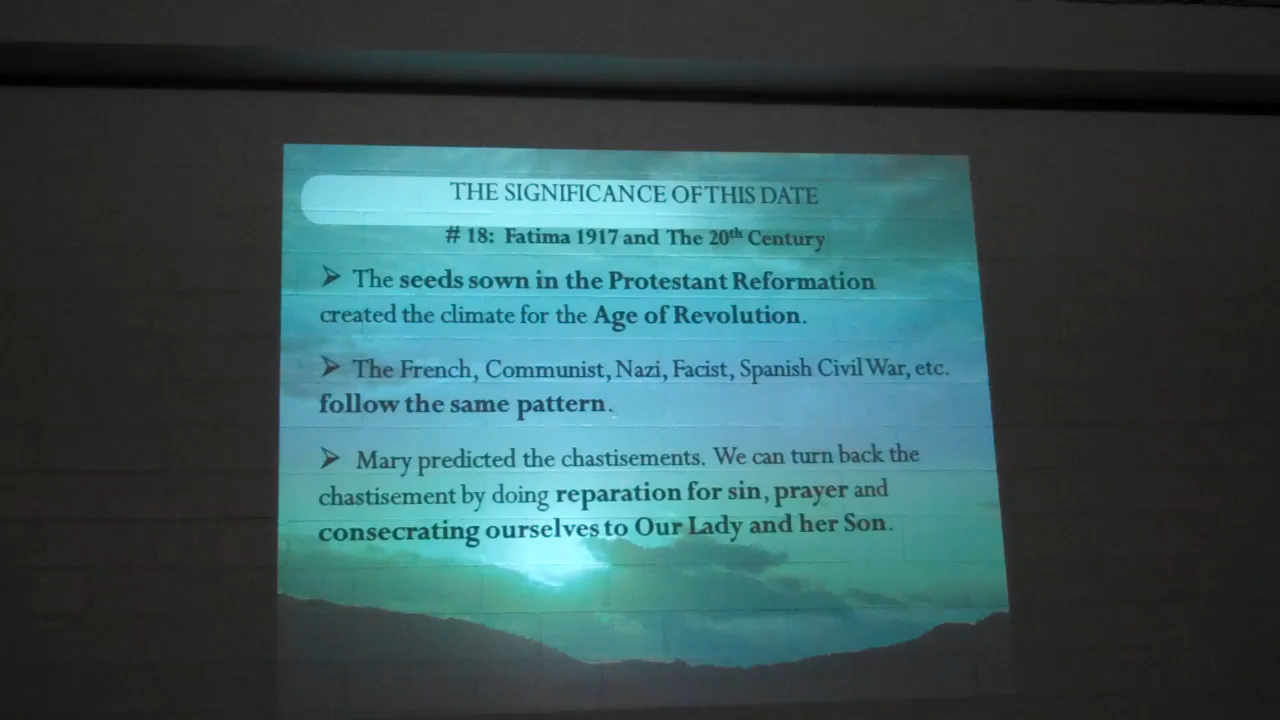 THE SIGNIFICANCE OF THIS DATE
# 18: Fatima 1917 and The 20th Century
➢ The seeds sown in the Protestant Reformation
created the climate for the Age of Revolution.
➢ The French, Communist, Nazi, Facist, Spanish Civil War, etc.
follow the same pattern.
➢ Mary predicted the chastisements. We can turn back the
chastisement by doing reparation for sin, prayer and
consecrating ourselves to Our Lady and her Son.